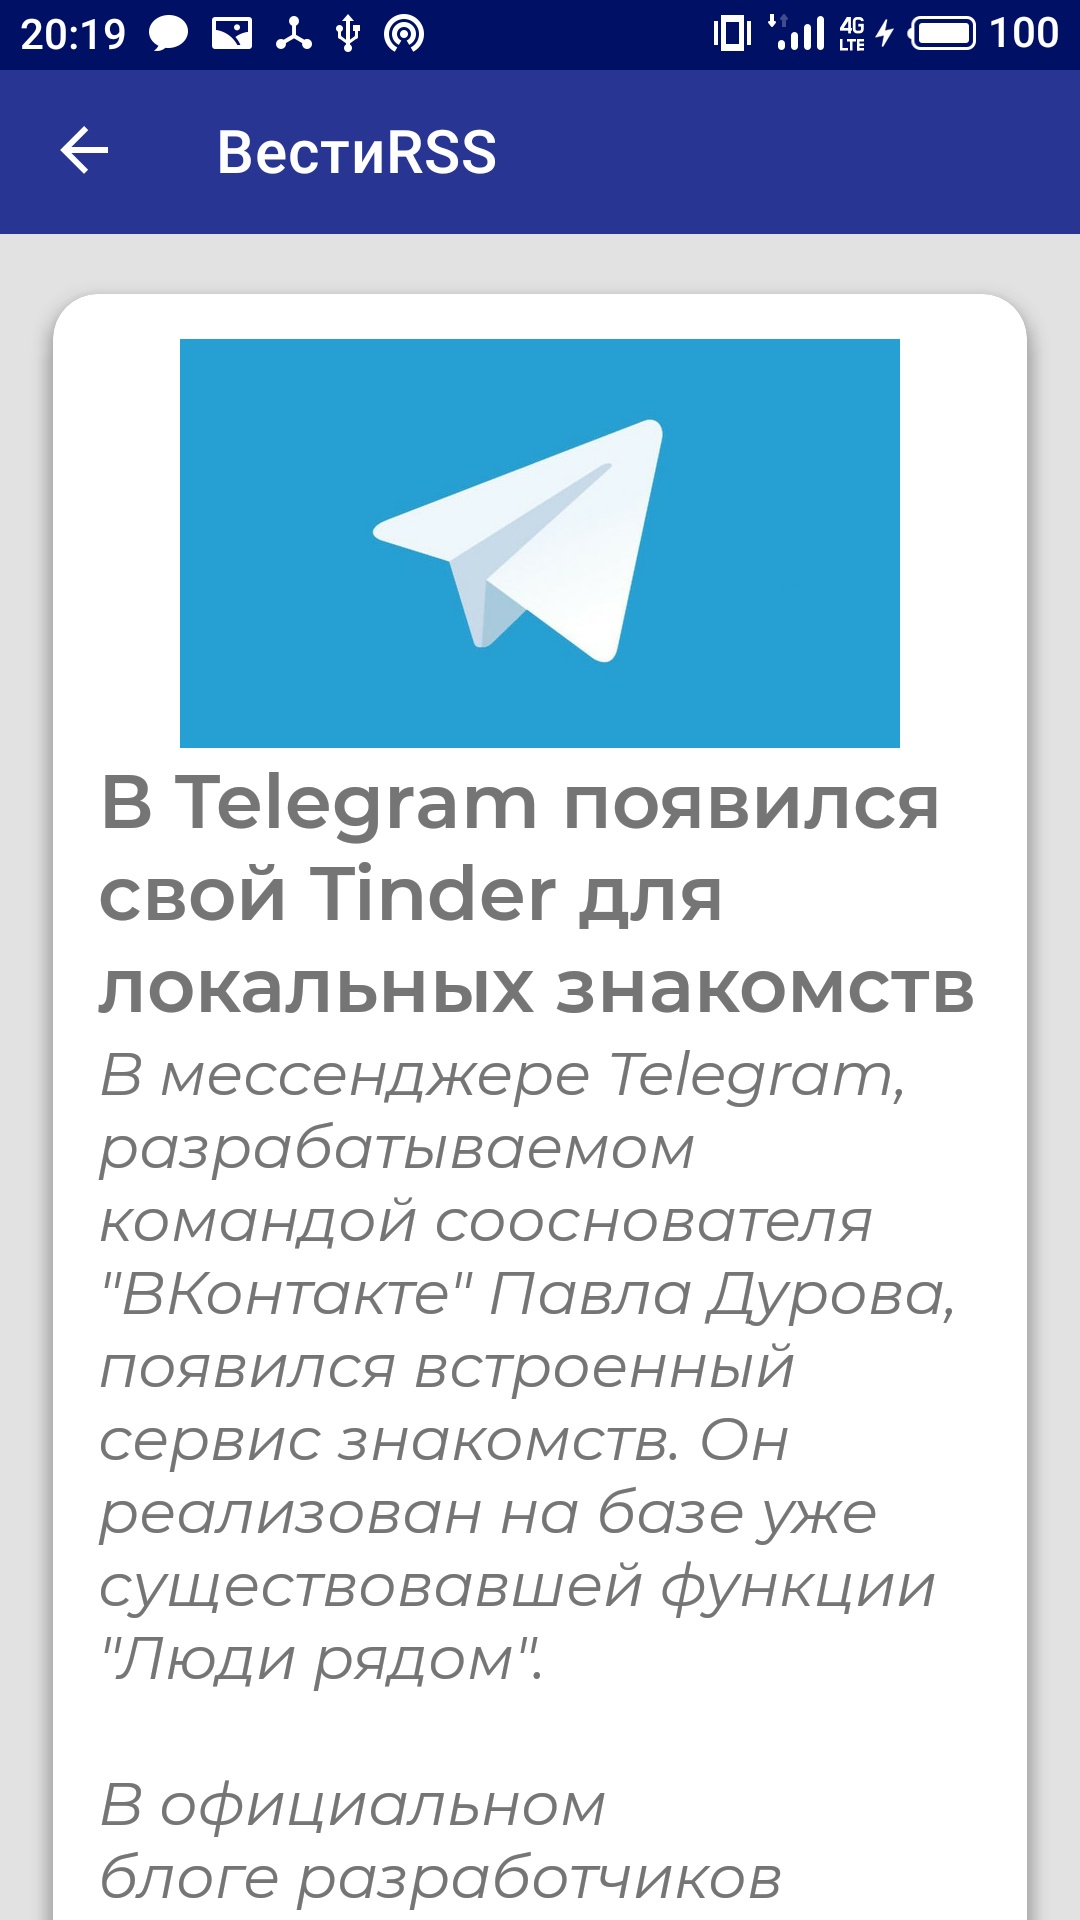 20:19
4G
LTE
100
ВестиRSS
В Telegram появился
свой Tinder для
локальных знакомств
В мессенджере Telegram,
разрабатываемом
командой сооснователя
"ВКонтакте" Павла Дурова,
появился встроенный
сервис знакомств. Он
реализован на базе уже
существовавшей функции
"Люди рядом".
В официальном
блоге разработчиков